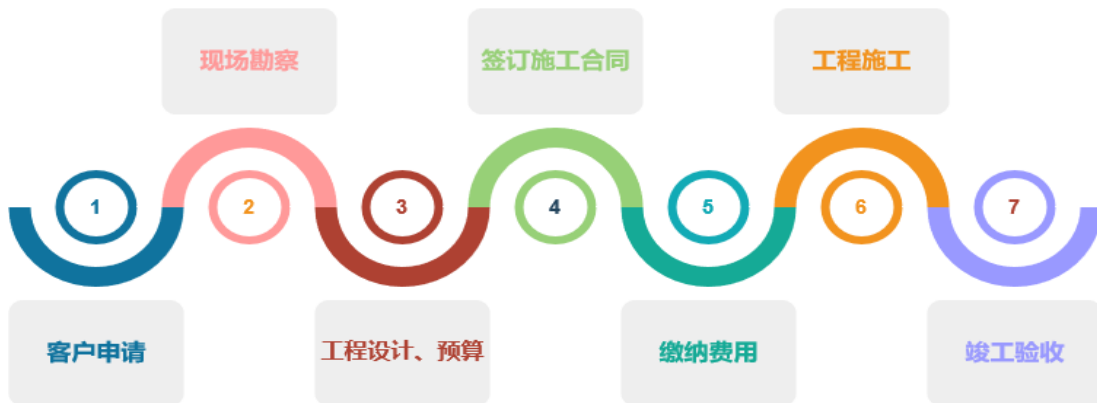 现场勘察
签订施工合同
工程施工
1
2
3
4
5
6
7
客户申请
工程设计、预算
缴纳费用
竣工验收